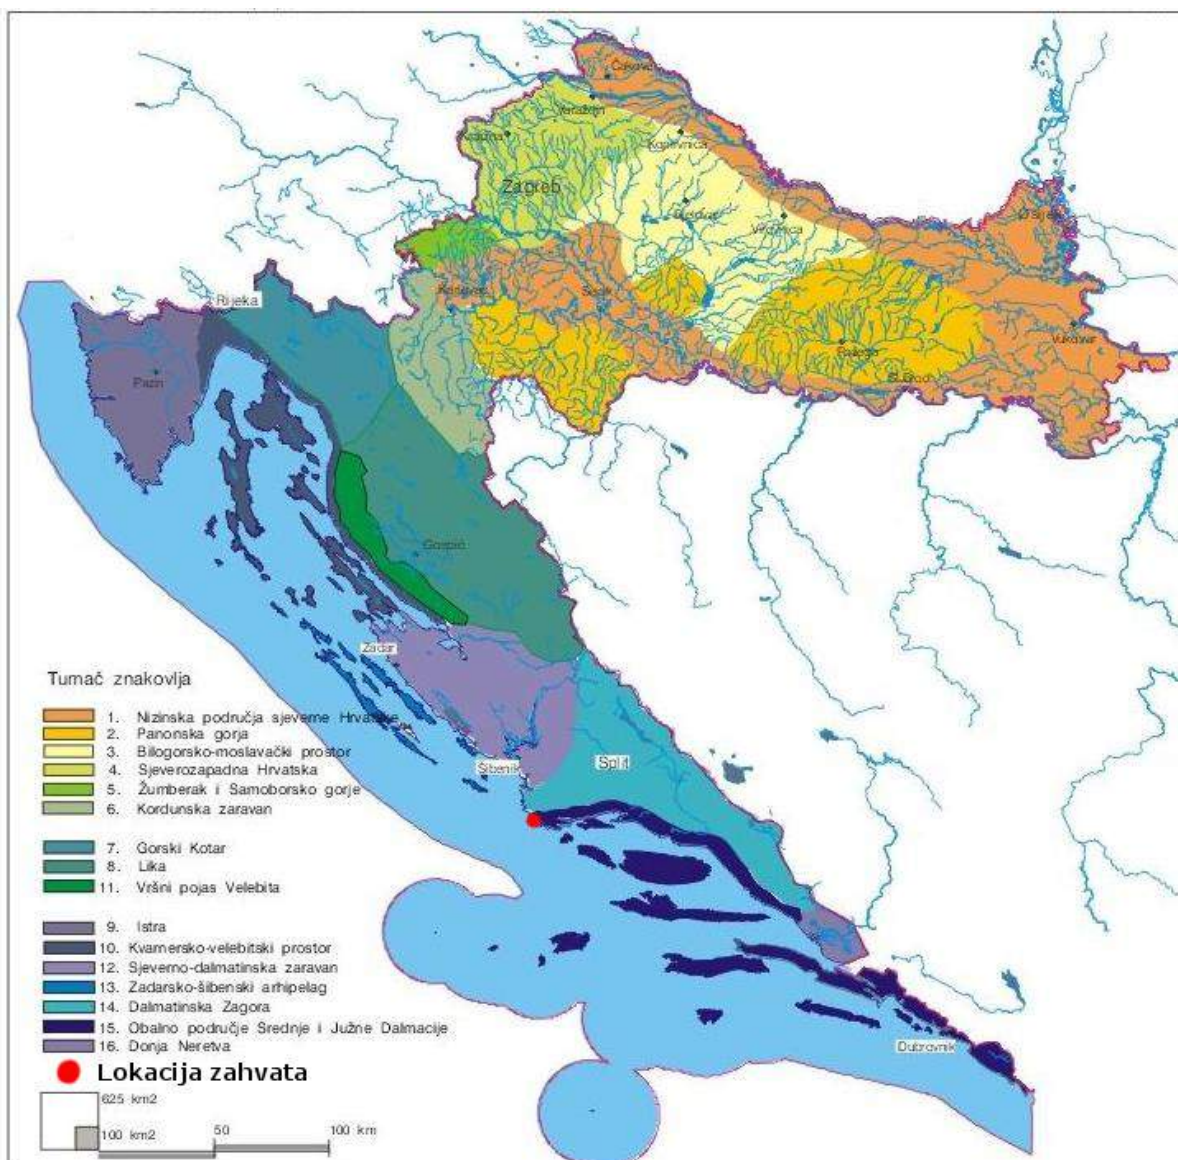 Čakovec
Varaždin
Krapina
Koprivnica
Zagreb
Bjelovar
Virovitica
Osijek
Rijeka
Karlovac
Sisak
Vukovar
Požega
Sl.Brod
Pazin
Gospić
Zadar
Šibenik
Split
Dubrovnik
Tumač znakovlja
1. Nizinska područja sjeverne Hrvatske
2. Panonska gorja
3. Bilogorsko-moslavački prostor
4. Sjeverozapadna Hrvatska
5. Žumberak i Samoborsko gorje
6. Kordunska zaravan
7. Gorski Kotar
8. Lika
11. Vršni pojas Velebita
9. Istra
10. Kvarnersko-velebitski prostor
12. Sjeverno-dalmatinska zaravan
13. Zadarsko-šibenski arhipelag
14. Dalmatinska Zagora
15. Obalno područje Srednje i Južne Dalmacije
16. Donja Neretva
Lokacija zahvata
625 km2
100 km2
50
100 km